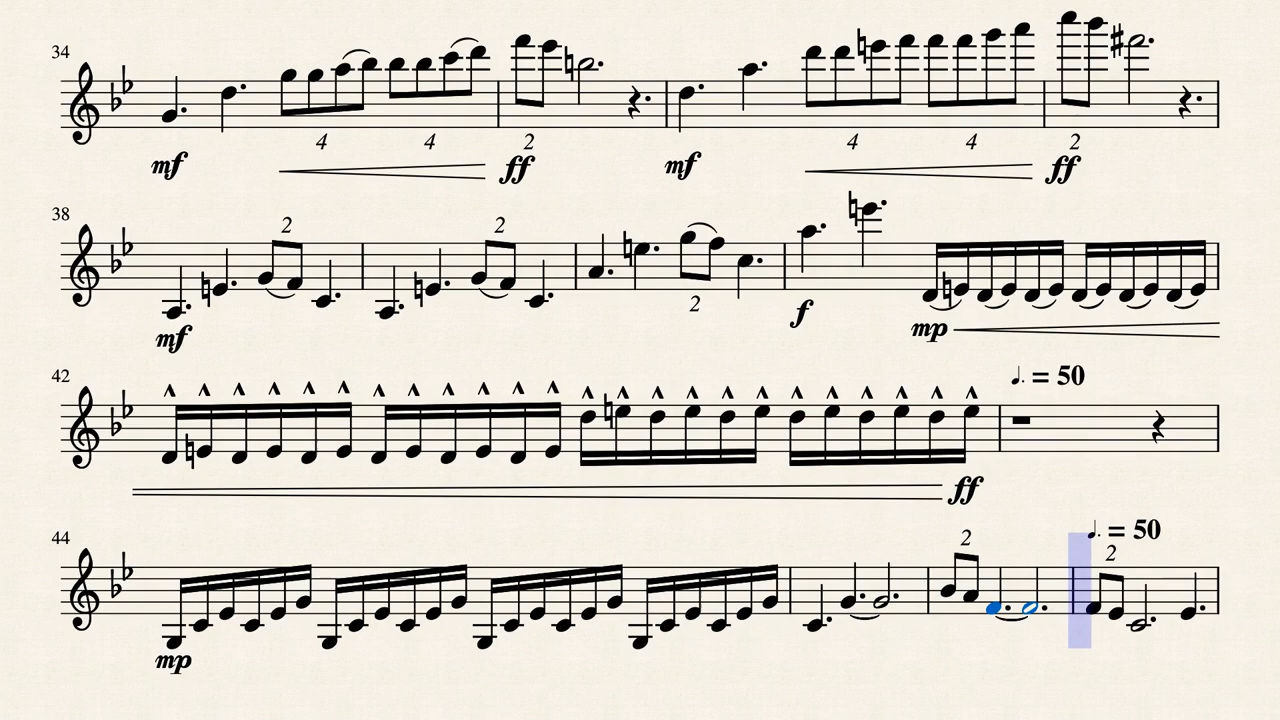 34
4 4 2 4 4 2
mf ff mf ff
38
2 2 2
mf f mp
42
♩. = 50
ff
44
♩. = 50
2 2
mp